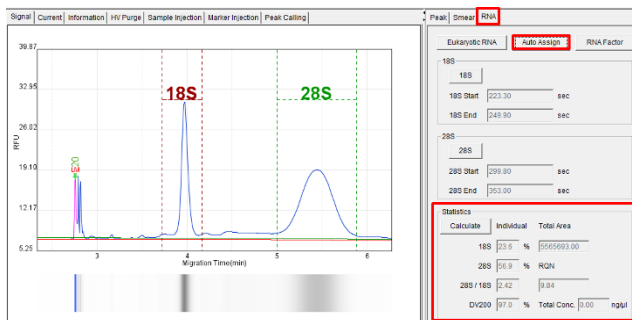 Signal Current Information HV Purge Sample Injection Marker Injection Peak Calling
Peak Smear RNA
Eukaryotic RNA Auto Assign RNA Factor
18S
18S
18S Start 223.30 sec
18S End 249.90 sec
28S
28S
28S Start 299.80 sec
28S End 353.00 sec
Statistics
Calculate Individual Total Area
18S 23.6 % 5565693.00
28S 56.9 % RQN
28S / 18S 2.42 9.84
DV200 97.0 % Total Conc. 0.00 ng/µl
39.87
32.95
26.02
19.10
12.17
5.25
RFU
18S
28S
20
3 4 5 6
Migration Time(min)